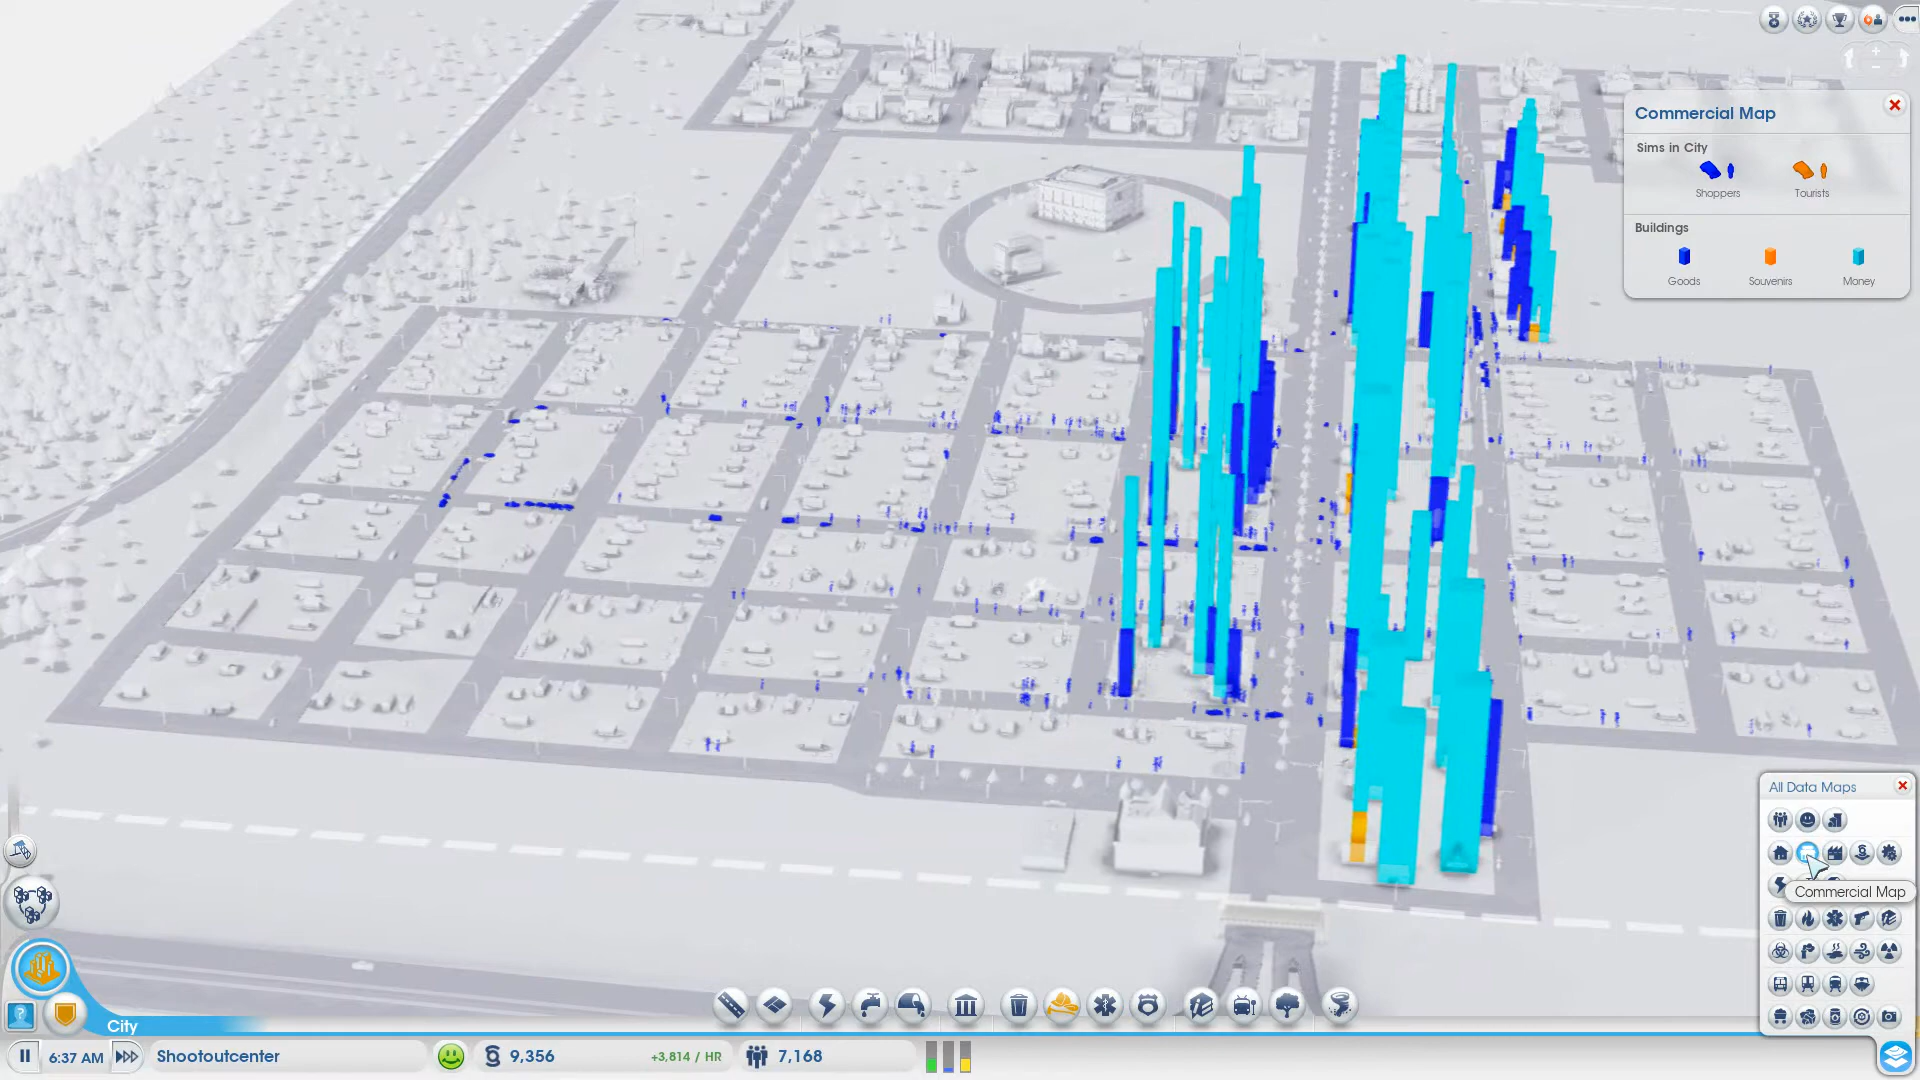 Commercial Map
Sims in City
Shoppers
Tourists
Buildings
Goods
Souvenirs
Money
All Data Maps
Commercial Map
City
6:37 AM
Shootoutcenter
9,356
+3,814 / HR
7,168